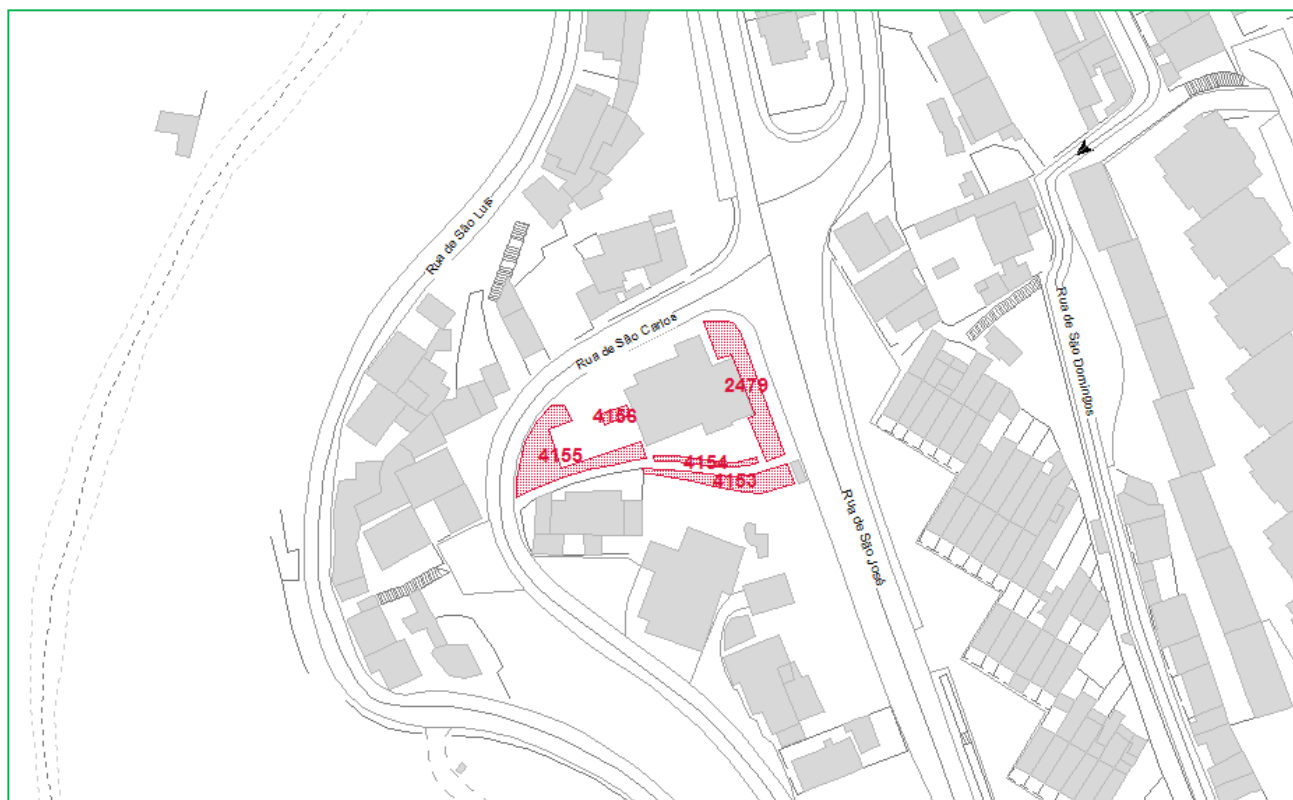 Rua de São Luís
Rua de São Carlos
Rua de São Domingos
2479
4156
4155
4154
4153
Rua de São José